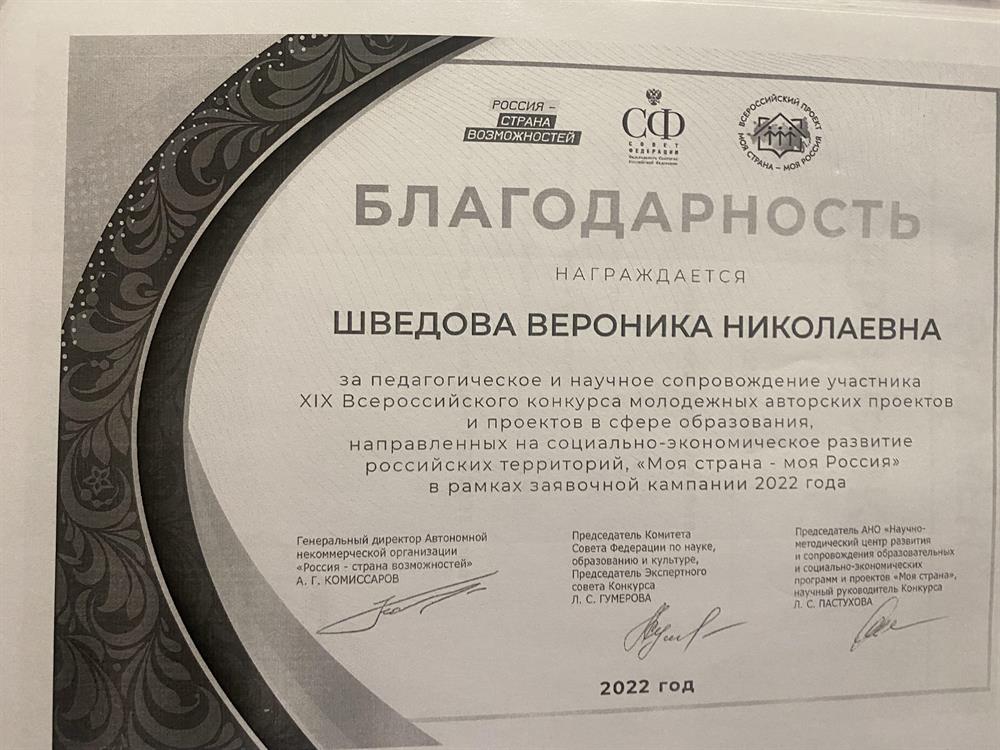 РОССИЯ –
СТРАНА
ВОЗМОЖНОСТЕЙ
СФ
СОВЕТ
ФЕДЕРАЦИИ
Федерального Собрания
Российской Федерации
ВСЕРОССИЙСКИЙ ПРОЕКТ
МОЯ СТРАНА – МОЯ РОССИЯ
БЛАГОДАРНОСТЬ
НАГРАЖДАЕТСЯ
ШВЕДОВА ВЕРОНИКА НИКОЛАЕВНА
за педагогическое и научное сопровождение участника
XIX Всероссийского конкурса молодежных авторских проектов
и проектов в сфере образования,
направленных на социально-экономическое развитие
российских территорий, «Моя страна - моя Россия»
в рамках заявочной кампании 2022 года
Генеральный директор Автономной
некоммерческой организации
«Россия - страна возможностей»
А. Г. КОМИССАРОВ
Председатель Комитета
Совета Федерации по науке,
образованию и культуре,
Председатель Экспертного
совета Конкурса
Л. С. ГУМЕРОВА
Председатель АНО «Научно-
методический центр развития
и сопровождения образовательных
и социально-экономических
программ и проектов «Моя страна»,
научный руководитель Конкурса
Л. С. ПАСТУХОВА
2022 год